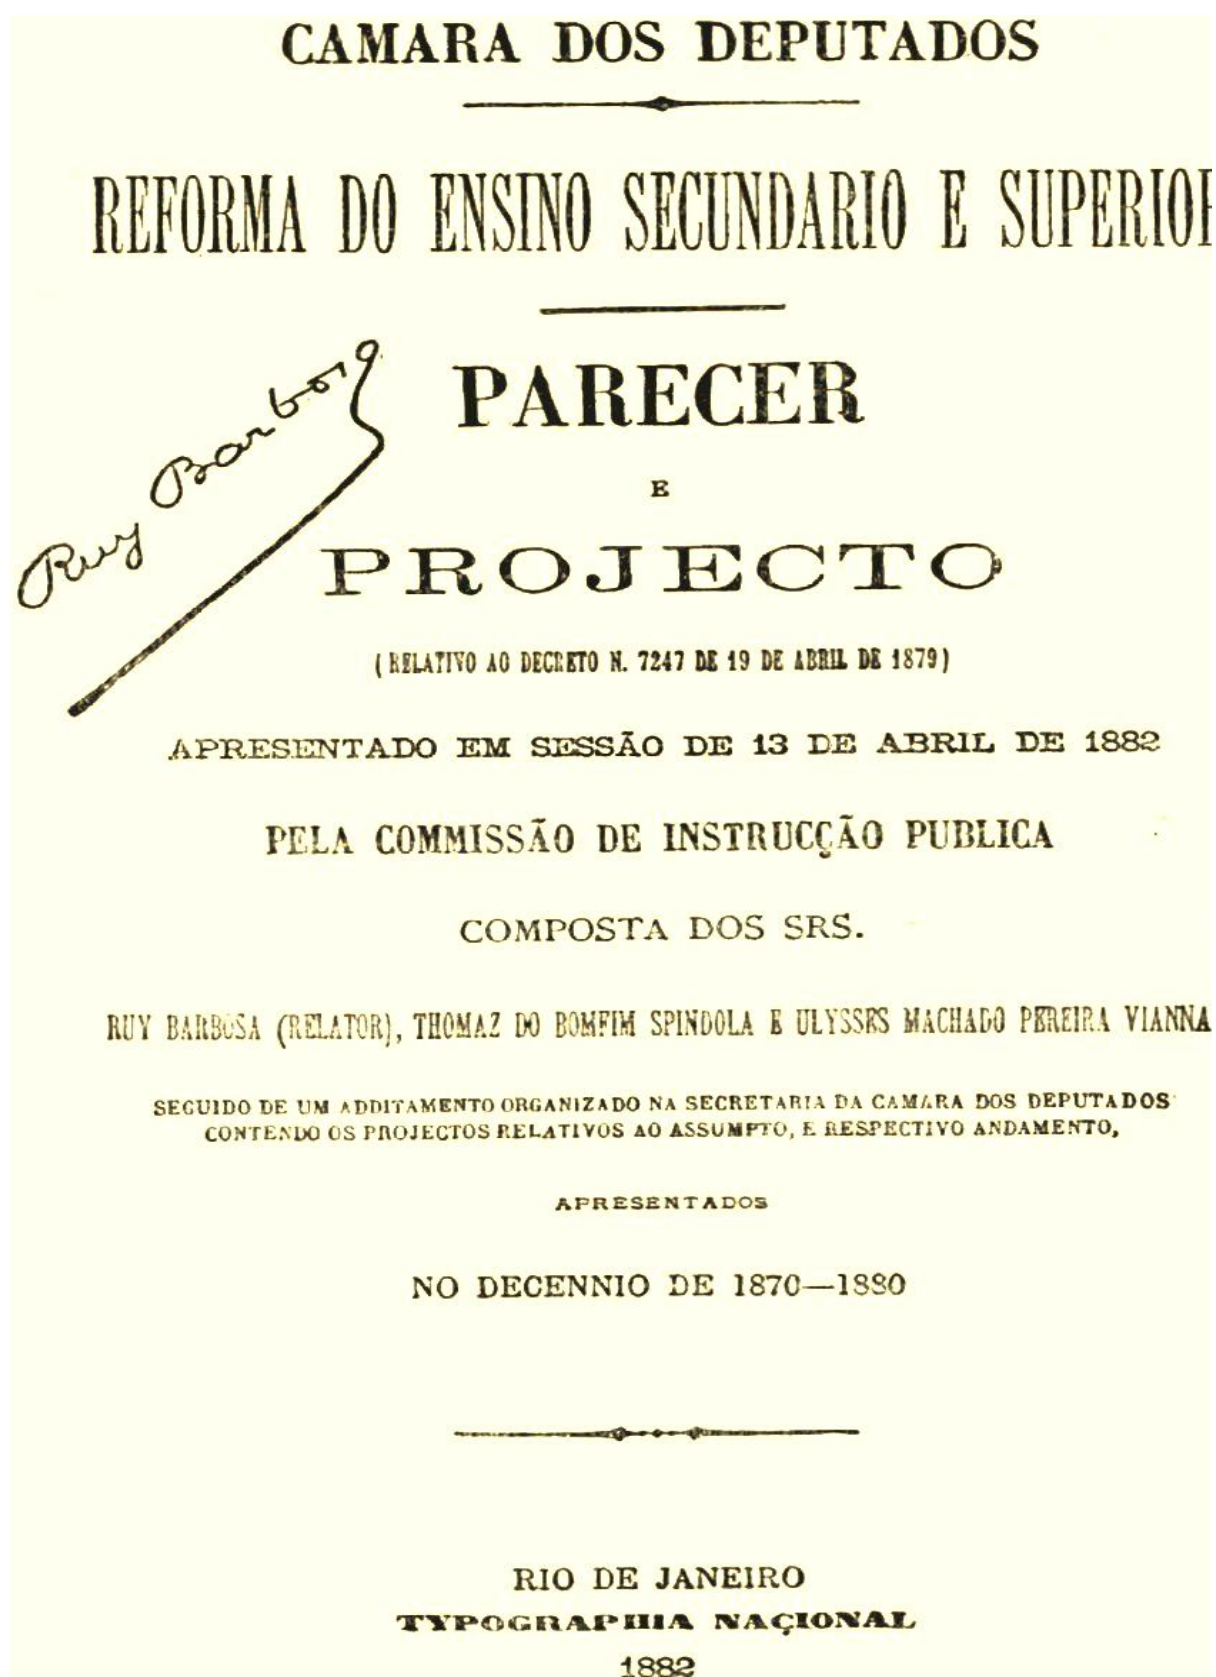 CAMARA DOS DEPUTADOS
REFORMA DO ENSINO SECUNDARIO E SUPERIOR
PARECER
E
PROJECTO
Ruy Barbosa
(RELATIVO AO DECRETO N. 7247 DE 19 DE ABRIL DE 1879)
APRESENTADO EM SESSÃO DE 13 DE ABRIL DE 1882
PELA COMMISSÃO DE INSTRUCÇÃO PUBLICA
COMPOSTA DOS SRS.
RUY BARBOSA (RELATOR), THOMAZ DO BOMFIM SPINDOLA E ULYSSES MACHADO PEREIRA VIANNA
SEGUIDO DE UM ADDITAMENTO ORGANIZADO NA SECRETARIA DA CAMARA DOS DEPUTADOS
CONTENDO OS PROJECTOS RELATIVOS AO ASSUMPTO, E RESPECTIVO ANDAMENTO,
APRESENTADOS
NO DECENNIO DE 1870—1880
RIO DE JANEIRO
TYPOGRAPHIA NAÇIONAL
1882